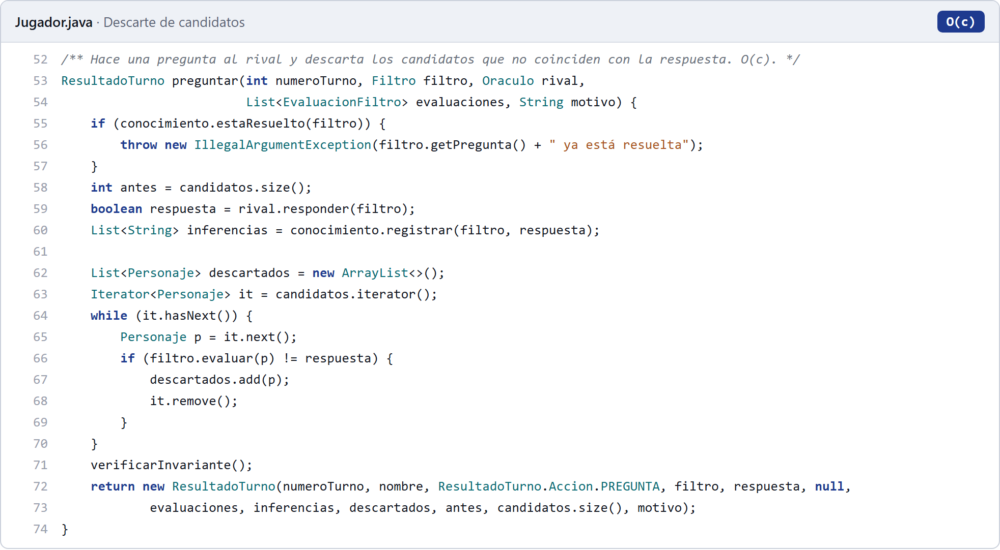 Jugador.java · Descarte de candidatos
O(c)
52 /** Hace una pregunta al rival y descarta los candidatos que no coinciden con la respuesta. O(c). */
53 ResultadoTurno preguntar(int numeroTurno, Filtro filtro, Oraculo rival,
54                          List<EvaluacionFiltro> evaluaciones, String motivo) {
55     if (conocimiento.estaResuelto(filtro)) {
56         throw new IllegalArgumentException(filtro.getPregunta() + " ya está resuelta");
57     }
58     int antes = candidatos.size();
59     boolean respuesta = rival.responder(filtro);
60     List<String> inferencias = conocimiento.registrar(filtro, respuesta);
61
62     List<Personaje> descartados = new ArrayList<>();
63     Iterator<Personaje> it = candidatos.iterator();
64     while (it.hasNext()) {
65         Personaje p = it.next();
66         if (filtro.evaluar(p) != respuesta) {
67             descartados.add(p);
68             it.remove();
69         }
70     }
71     verificarInvariante();
72     return new ResultadoTurno(numeroTurno, nombre, ResultadoTurno.Accion.PREGUNTA, filtro, respuesta, null,
73             evaluaciones, inferencias, descartados, antes, candidatos.size(), motivo);
74 }